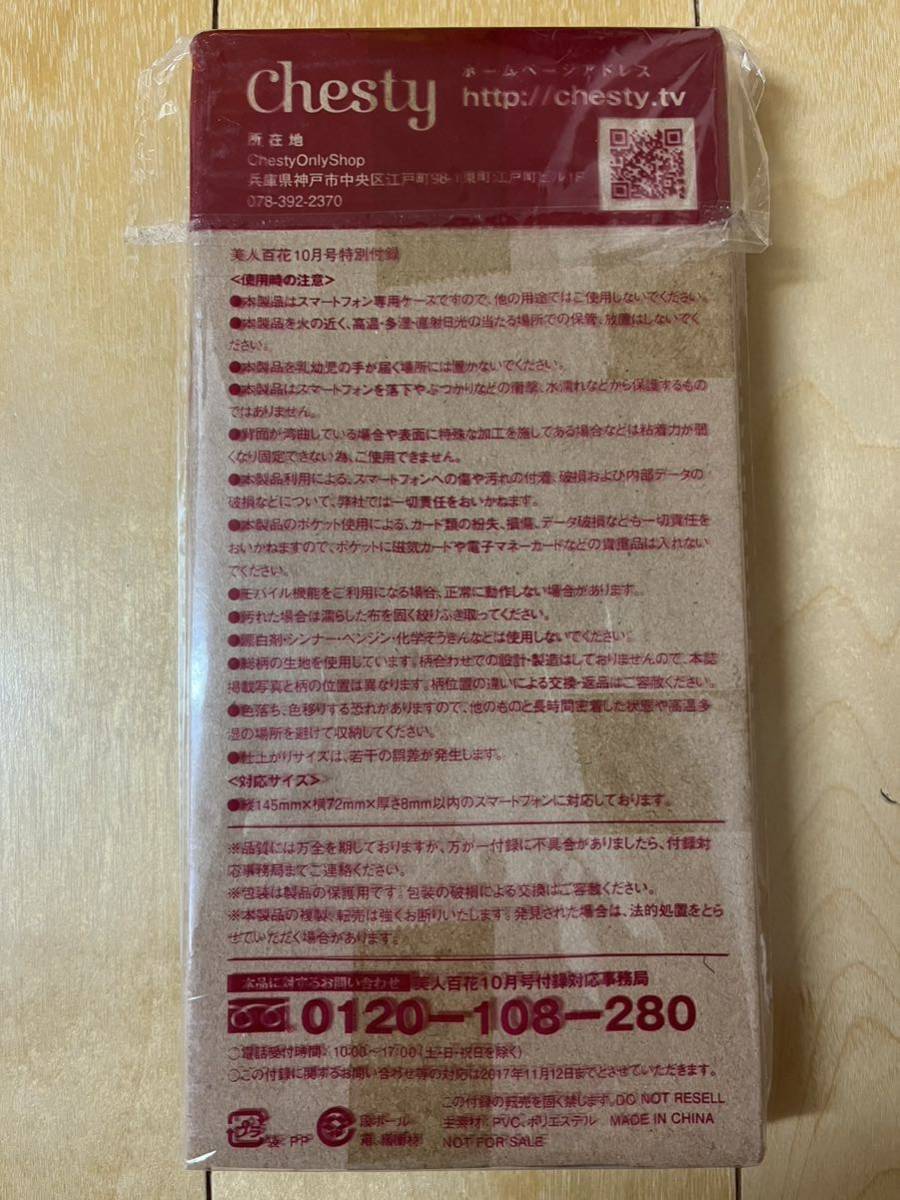 Chesty
ホームページアドレス
http://chesty.tv
所在地
ChestyOnlyShop
兵庫県神戸市中央区江戸町98-1東町江戸町ビル1F
078-392-2370
美人百花10月号特別付録
<使用時の注意>
●本製品はスマートフォン専用ケースですので、他の用途ではご使用しないでください。
●本製品を火の近く、高温・多湿・直射日光の当たる場所での保管、放置はしないでく
ださい。
●本製品を乳幼児の手が届く場所には置かないでください。
●本製品はスマートフォンを落下やぶつかりなどの衝撃、水濡れなどから保護するもの
ではありません。
●背面が湾曲している場合や表面に特殊な加工を施してある場合などは粘着力が弱
くなり固定できない為、ご使用できません。
●本製品利用による、スマートフォンへの傷や汚れの付着、破損および内部データの
破損などについて、弊社では一切責任をおいかねます。
●本製品のポケット使用による、カード類の紛失、損傷、データ破損なども一切責任を
おいかねますので、ポケットに磁気カードや電子マネーカードなどの貴重品は入れない
でください。
●モバイル機能をご利用になる場合、正常に動作しない場合があります。
●汚れた場合は濡らした布を固く絞りふき取ってください。
●漂白剤・シンナー・ベンジン・化学ぞうきんなどは使用しないでください。
●総柄の生地を使用しています。柄合わせでの設計・製造はしておりませんので、本誌
掲載写真と柄の位置は異なります。柄位置の違いによる交換・返品はご容赦ください。
●色落ち、色移りする恐れがありますので、他のものと長時間密着した状態や高温多
湿の場所を避けて収納してください。
●仕上がりサイズは、若干の誤差が発生します。
<対応サイズ>
●縦145mm×横72mm×厚さ8mm以内のスマートフォンに対応しております。
※品質には万全を期しておりますが、万が一付録に不具合がありましたら、付録対
応事務局までご連絡ください。
※包装は製品の保護用です。包装の破損による交換はご容赦ください。
※本製品の複製、転売は強くお断りいたします。発見された場合は、法的処置をとら
せていただく場合があります。
本品に対するお問い合わせ 美人百花10月号付録対応事務局
0120-108-280
○電話受付時間:10:00～17:00(土・日・祝日を除く)
○この付録に関するお問い合わせ等の対応は2017年11月12日までとさせていただきます。
この付録の転売を固く禁じます。DO NOT RESELL
主素材:PVC、ポリエステル MADE IN CHINA
NOT FOR SALE
プラ
袋:PP
段ボール
箱、緩衝材